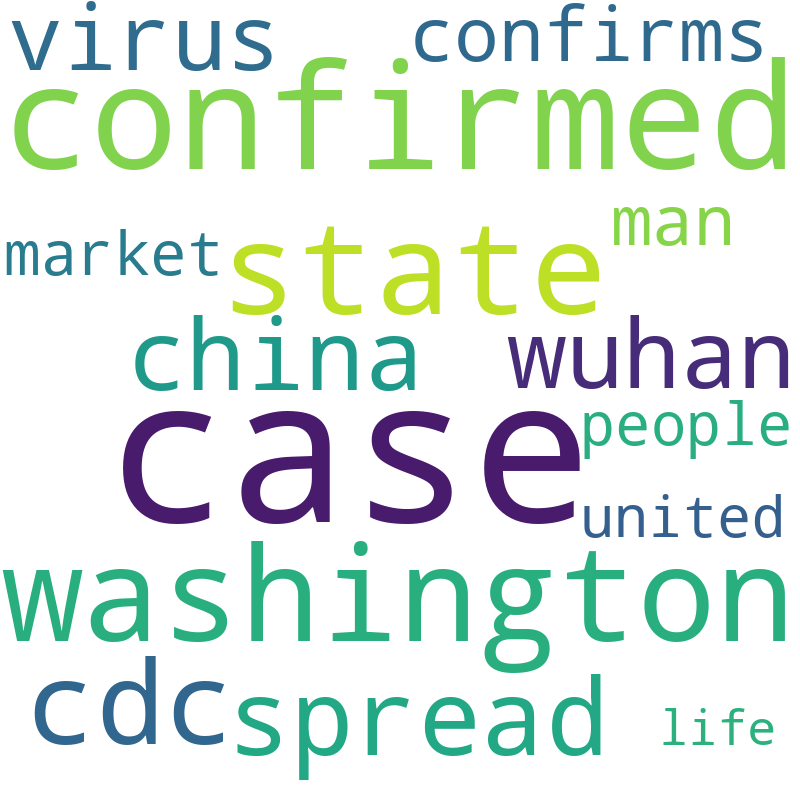 virus confirms
confirmed
man
market state
china wuhan
case people
united
washington
cdc spread life